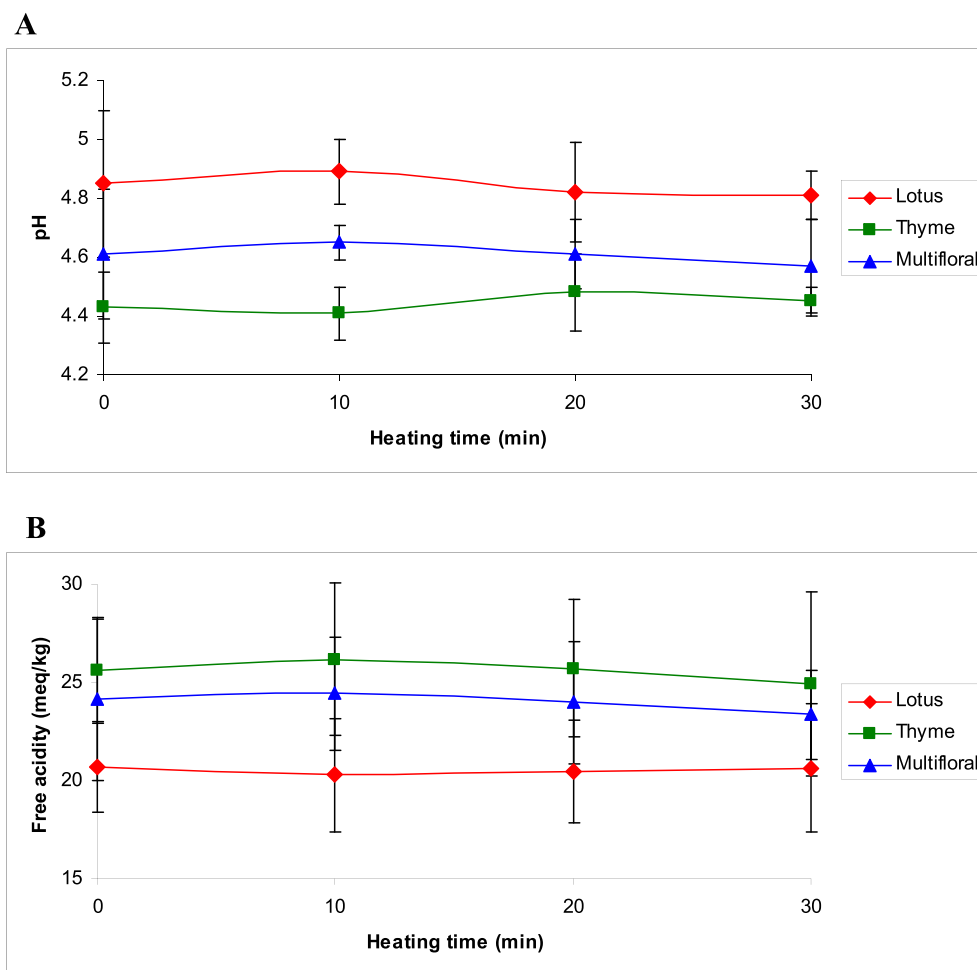 A
5.2
5
4.8
4.6
4.4
4.2
pH
0 10 20 30
Heating time (min)
Lotus
Thyme
Multifloral
B
30
25
20
15
Free acidity (meq/kg)
0 10 20 30
Heating time (min)
Lotus
Thyme
Multifloral